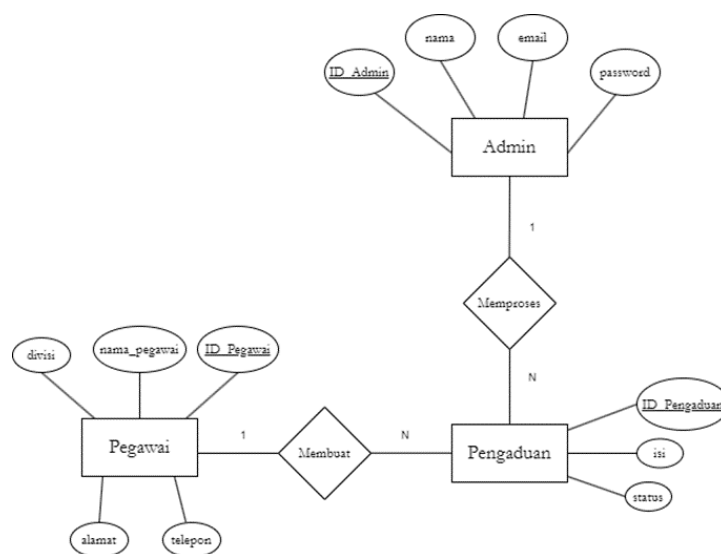 nama
email
ID_Admin
password
Admin
1
Memproses
N
divisi
nama_pegawai
ID_Pegawai
ID_Pengaduan
Pegawai
1
Membuat
N
Pengaduan
isi
status
alamat
telepon